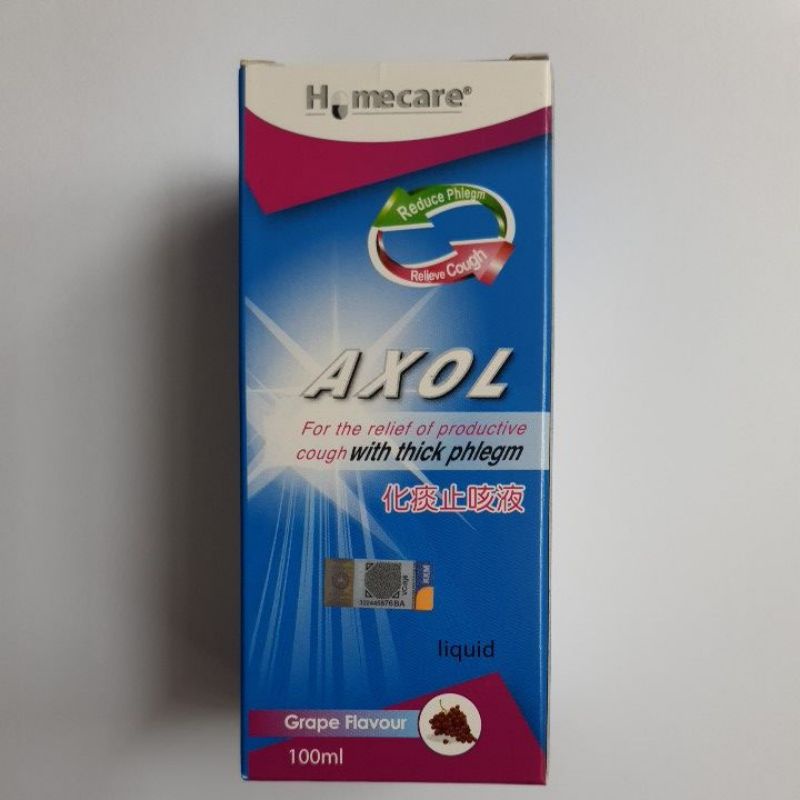 Homecare®
Reduce Phlegm
Relieve Cough
AXOL
For the relief of productive
cough with thick phlegm
化痰止咳液
liquid
Grape Flavour
100ml